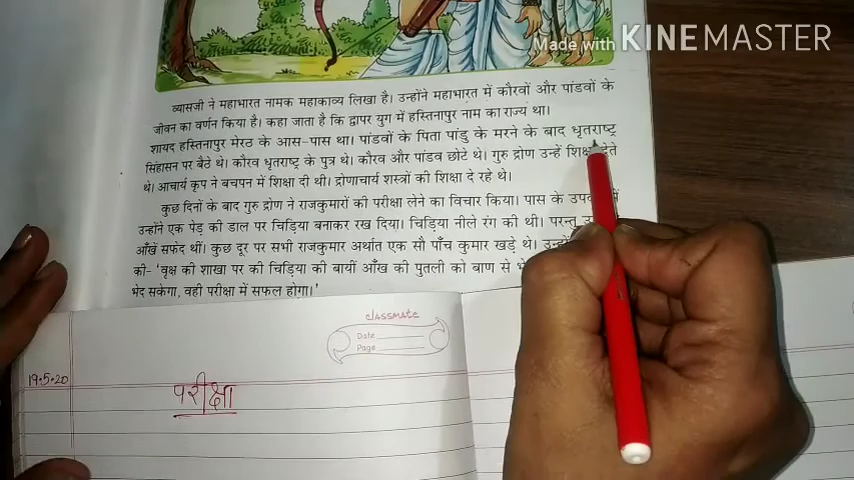 Made with KINEMASTER
व्यासजी ने महाभारत नामक महाकाव्य लिखा है। उन्होंने महाभारत में कौरवों और पांडवों के
जीवन का वर्णन किया है। कहा जाता है कि द्वापर युग में हस्तिनापुर नाम का राज्य था।
शायद हस्तिनापुर मेरठ के आस-पास था। पांडवों के पिता पांडु के मरने के बाद धृतराष्ट्र
सिंहासन पर बैठे थे। कौरव धृतराष्ट्र के पुत्र थे। कौरव और पांडव छोटे थे। गुरु द्रोण उन्हें शिक्षा देते
थे। आचार्य कृप ने बचपन में शिक्षा दी थी। द्रोणाचार्य शस्त्रों की शिक्षा दे रहे थे।
कुछ दिनों के बाद गुरु द्रोण ने राजकुमारों की परीक्षा लेने का विचार किया। पास के में
उन्होंने एक पेड़ की डाल पर चिड़िया बनाकर रख दिया। चिड़िया नीले रंग की थी। परन्तु
आँखें सफेद थीं। कुछ दूर पर सभी राजकुमार अर्थात एक सौ पाँच कुमार खड़े थे।
की- 'वृक्ष की शाखा पर की चिड़िया की बायीं आँख की पुतली को बाण से
भेद सकेगा, वही परीक्षा में सफल होगा।'
classmate
Date
Page
19.5.20
परीक्षा